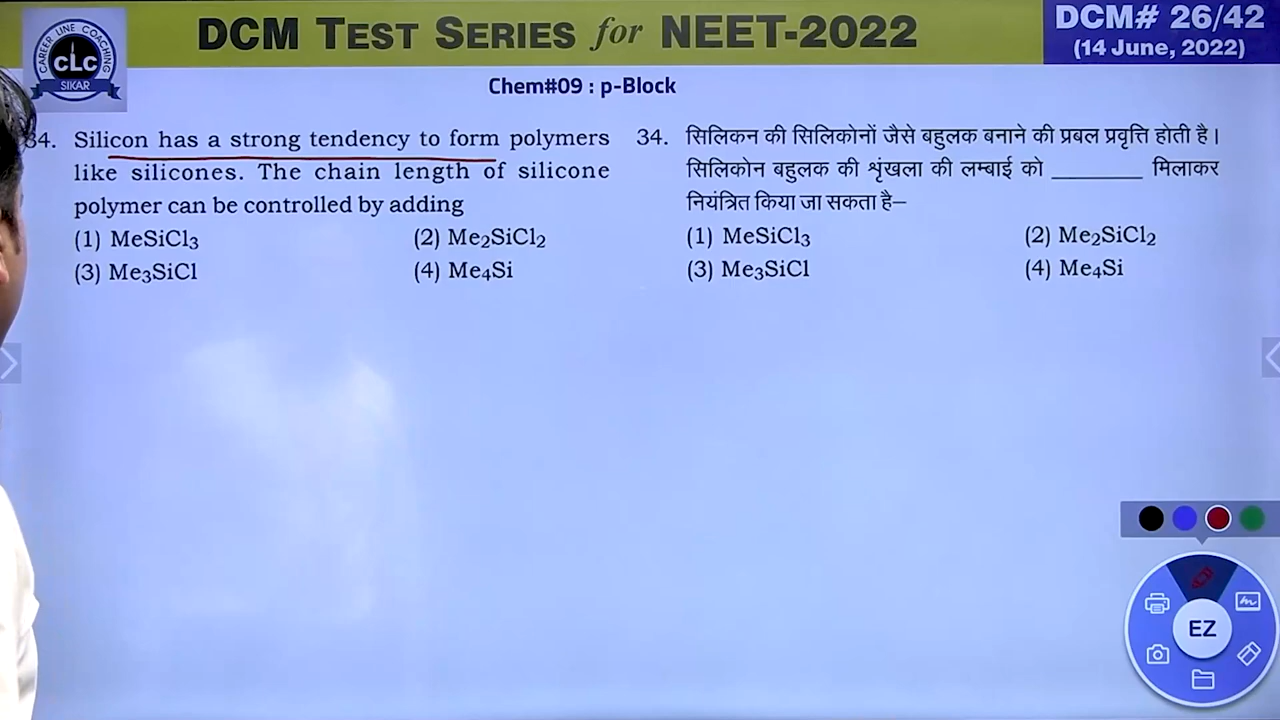 DCM TEST SERIES for NEET-2022
DCM# 26/42
(14 June, 2022)
CAREER LINE COACHING
CLC
SIKAR
Chem#09 : p-Block
34. Silicon has a strong tendency to form polymers
like silicones. The chain length of silicone
polymer can be controlled by adding
(1) MeSiCl₃ (2) Me₂SiCl₂
(3) Me₃SiCl (4) Me₄Si
34. सिलिकन की सिलिकोनों जैसे बहुलक बनाने की प्रबल प्रवृत्ति होती है।
सिलिकोन बहुलक की शृंखला की लम्बाई को ________ मिलाकर
नियंत्रित किया जा सकता है–
(1) MeSiCl₃ (2) Me₂SiCl₂
(3) Me₃SiCl (4) Me₄Si
EZ